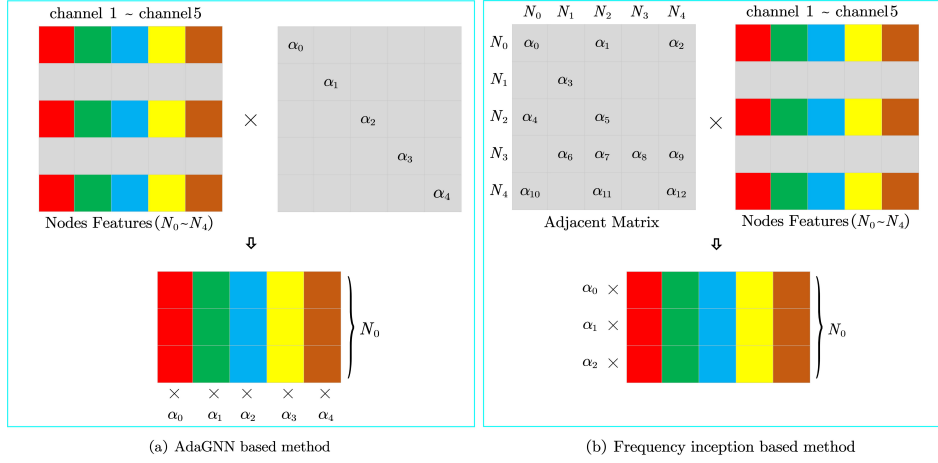 channel 1 ~ channel5
α₀
α₁
α₂
α₃
α₄
×
Nodes Features(N₀~N₄)
⇩
N₀
× × × × ×
α₀ α₁ α₂ α₃ α₄
(a) AdaGNN based method
N₀ N₁ N₂ N₃ N₄
channel 1 ~ channel5
N₀ α₀ α₁ α₂
N₁ α₃
N₂ α₄ α₅
×
N₃ α₆ α₇ α₈ α₉
N₄ α₁₀ α₁₁ α₁₂
Adjacent Matrix
Nodes Features(N₀~N₄)
⇩
α₀ ×
α₁ ×
N₀
α₂ ×
(b) Frequency inception based method